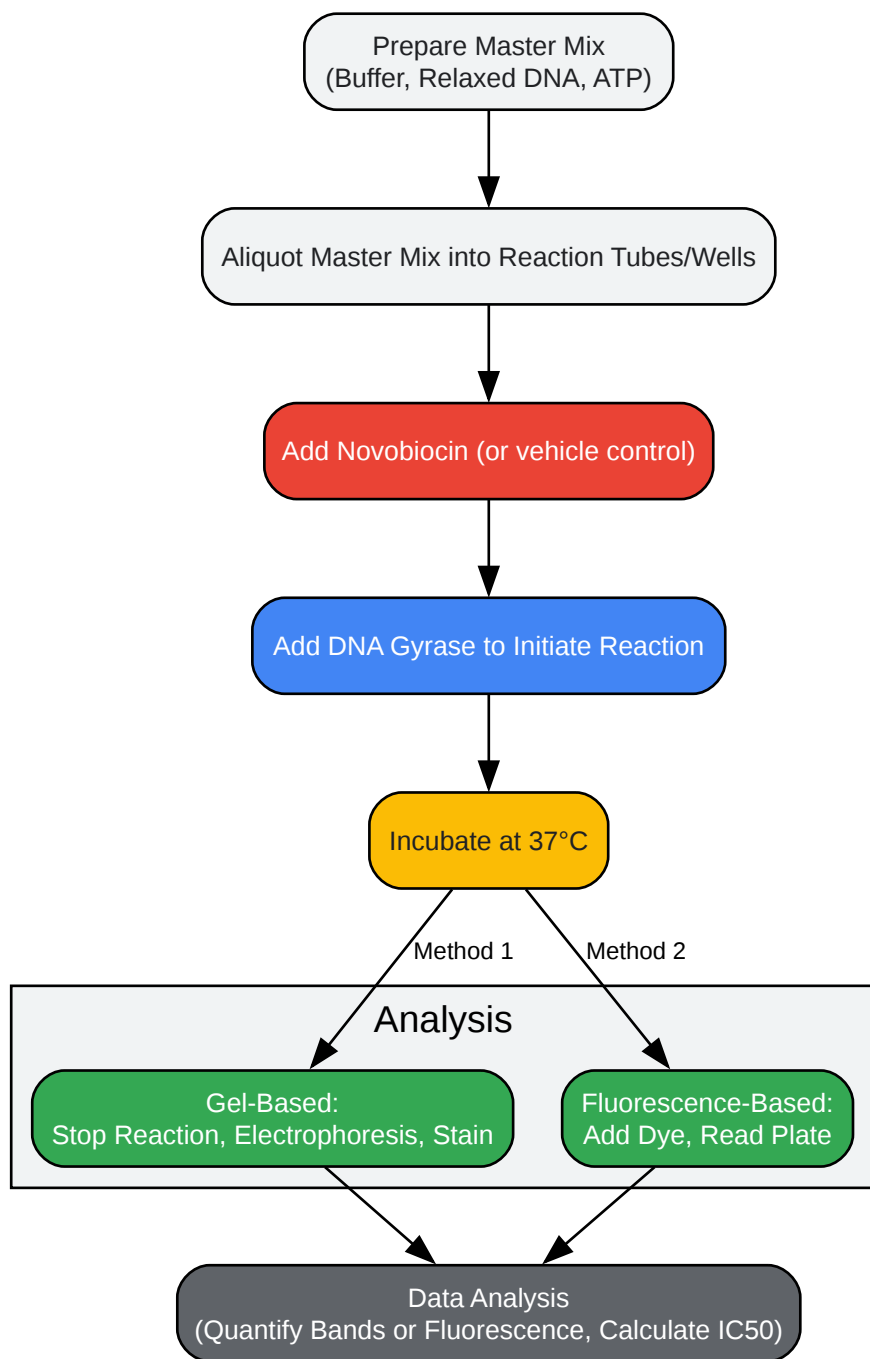 Prepare Master Mix
(Buffer, Relaxed DNA, ATP)
Aliquot Master Mix into Reaction Tubes/Wells
Add Novobiocin (or vehicle control)
Add DNA Gyrase to Initiate Reaction
Incubate at 37°C
Method 1
Method 2
Analysis
Gel-Based:
Stop Reaction, Electrophoresis, Stain
Fluorescence-Based:
Add Dye, Read Plate
Data Analysis
(Quantify Bands or Fluorescence, Calculate IC50)